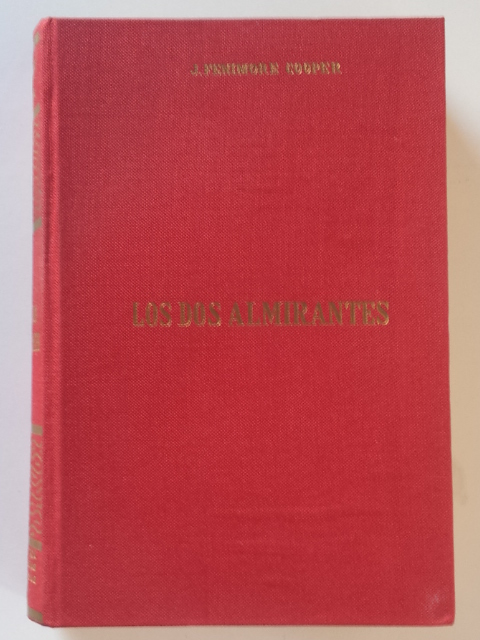 J. FENIMORE COOPER
LOS DOS ALMIRANTES